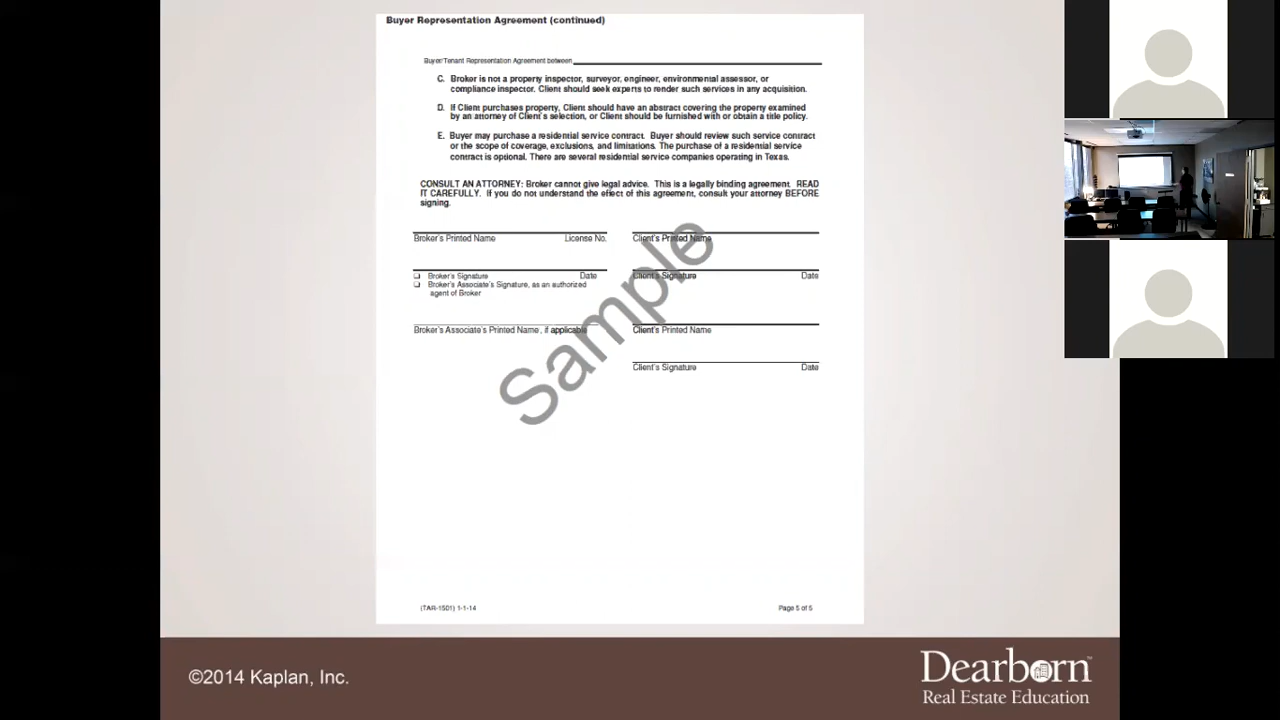 Buyer Representation Agreement (continued)
Buyer/Tenant Representation Agreement between
C. Broker is not a property inspector, surveyor, engineer, environmental assessor, or
compliance inspector. Client should seek experts to render such services in any acquisition.
D. If Client purchases property, Client should have an abstract covering the property examined
by an attorney of Client's selection, or Client should be furnished with or obtain a title policy.
E. Buyer may purchase a residential service contract. Buyer should review such service contract
or the scope of coverage, exclusions, and limitations. The purchase of a residential service
contract is optional. There are several residential service companies operating in Texas.
CONSULT AN ATTORNEY: Broker cannot give legal advice. This is a legally binding agreement. READ
IT CAREFULLY. If you do not understand the effect of this agreement, consult your attorney BEFORE
signing.
Broker's Printed Name License No. Client's Printed Name
Broker's Signature Date Client's Signature Date
Broker's Associate's Signature, as an authorized
agent of Broker
Broker's Associate's Printed Name, if applicable Client's Printed Name
Client's Signature Date
Sample
(TAR-1501) 1-1-14 Page 5 of 5
©2014 Kaplan, Inc.
Dearborn™
Real Estate Education